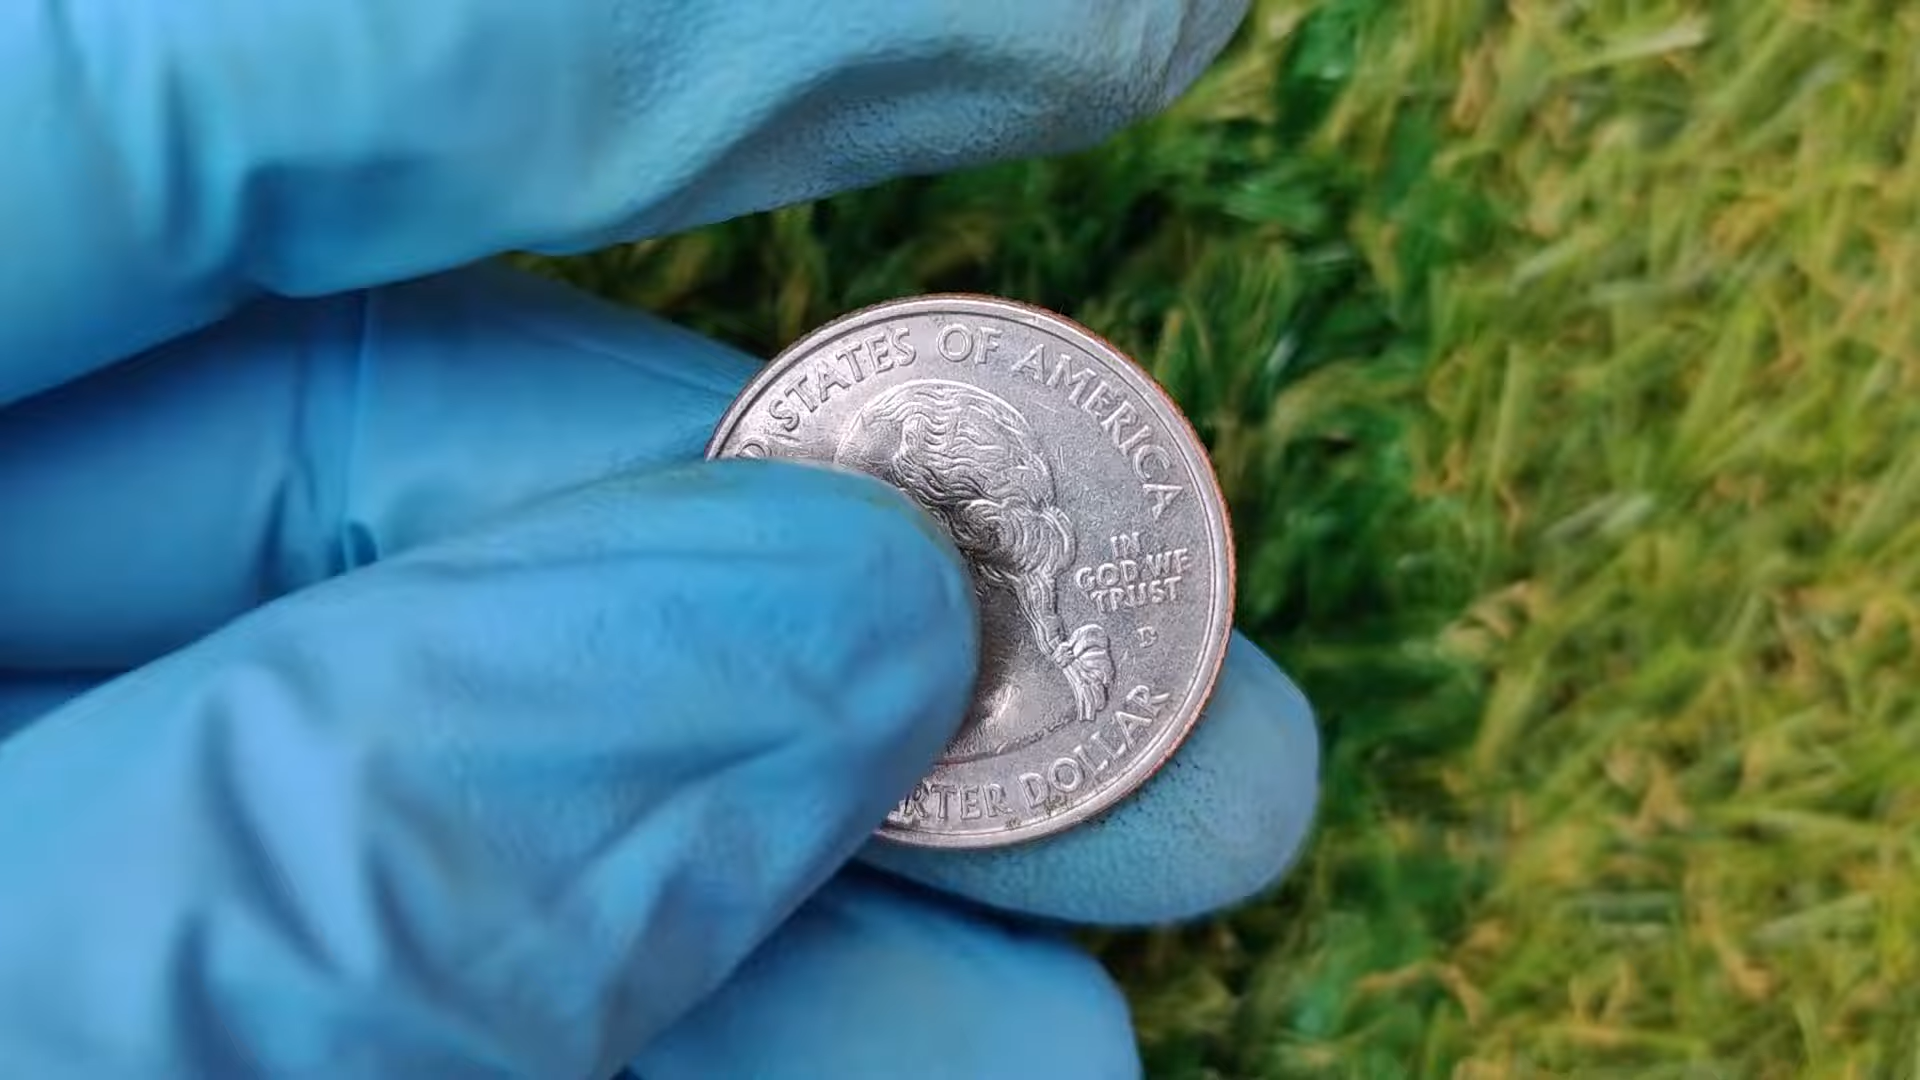 D STATES OF AMERICA
IN
GOD WE
TRUST
RTER DOLLAR